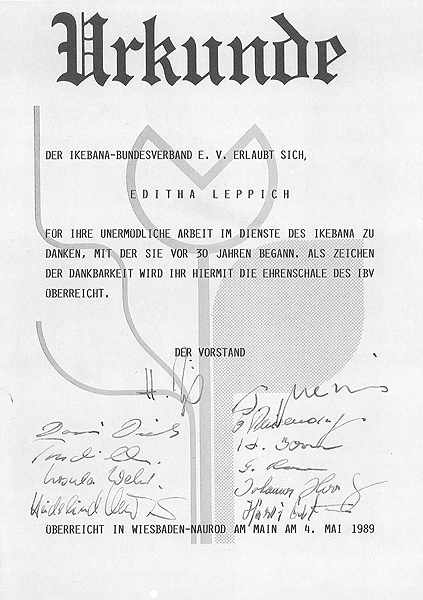 Urkunde
DER IKEBANA-BUNDESVERBAND E. V. ERLAUBT SICH,
EDITHA LEPPICH
FÜR IHRE UNERMÜDLICHE ARBEIT IM DIENSTE DES IKEBANA ZU
DANKEN, MIT DER SIE VOR 30 JAHREN BEGANN. ALS ZEICHEN
DER DANKBARKEIT WIRD IHR HIERMIT DIE EHRENSCHALE DES IBV
ÜBERREICHT.
DER VORSTAND
Ursula
Johannes
ÜBERREICHT IN WIESBADEN-NAUROD AM MAIN AM 4. MAI 1989